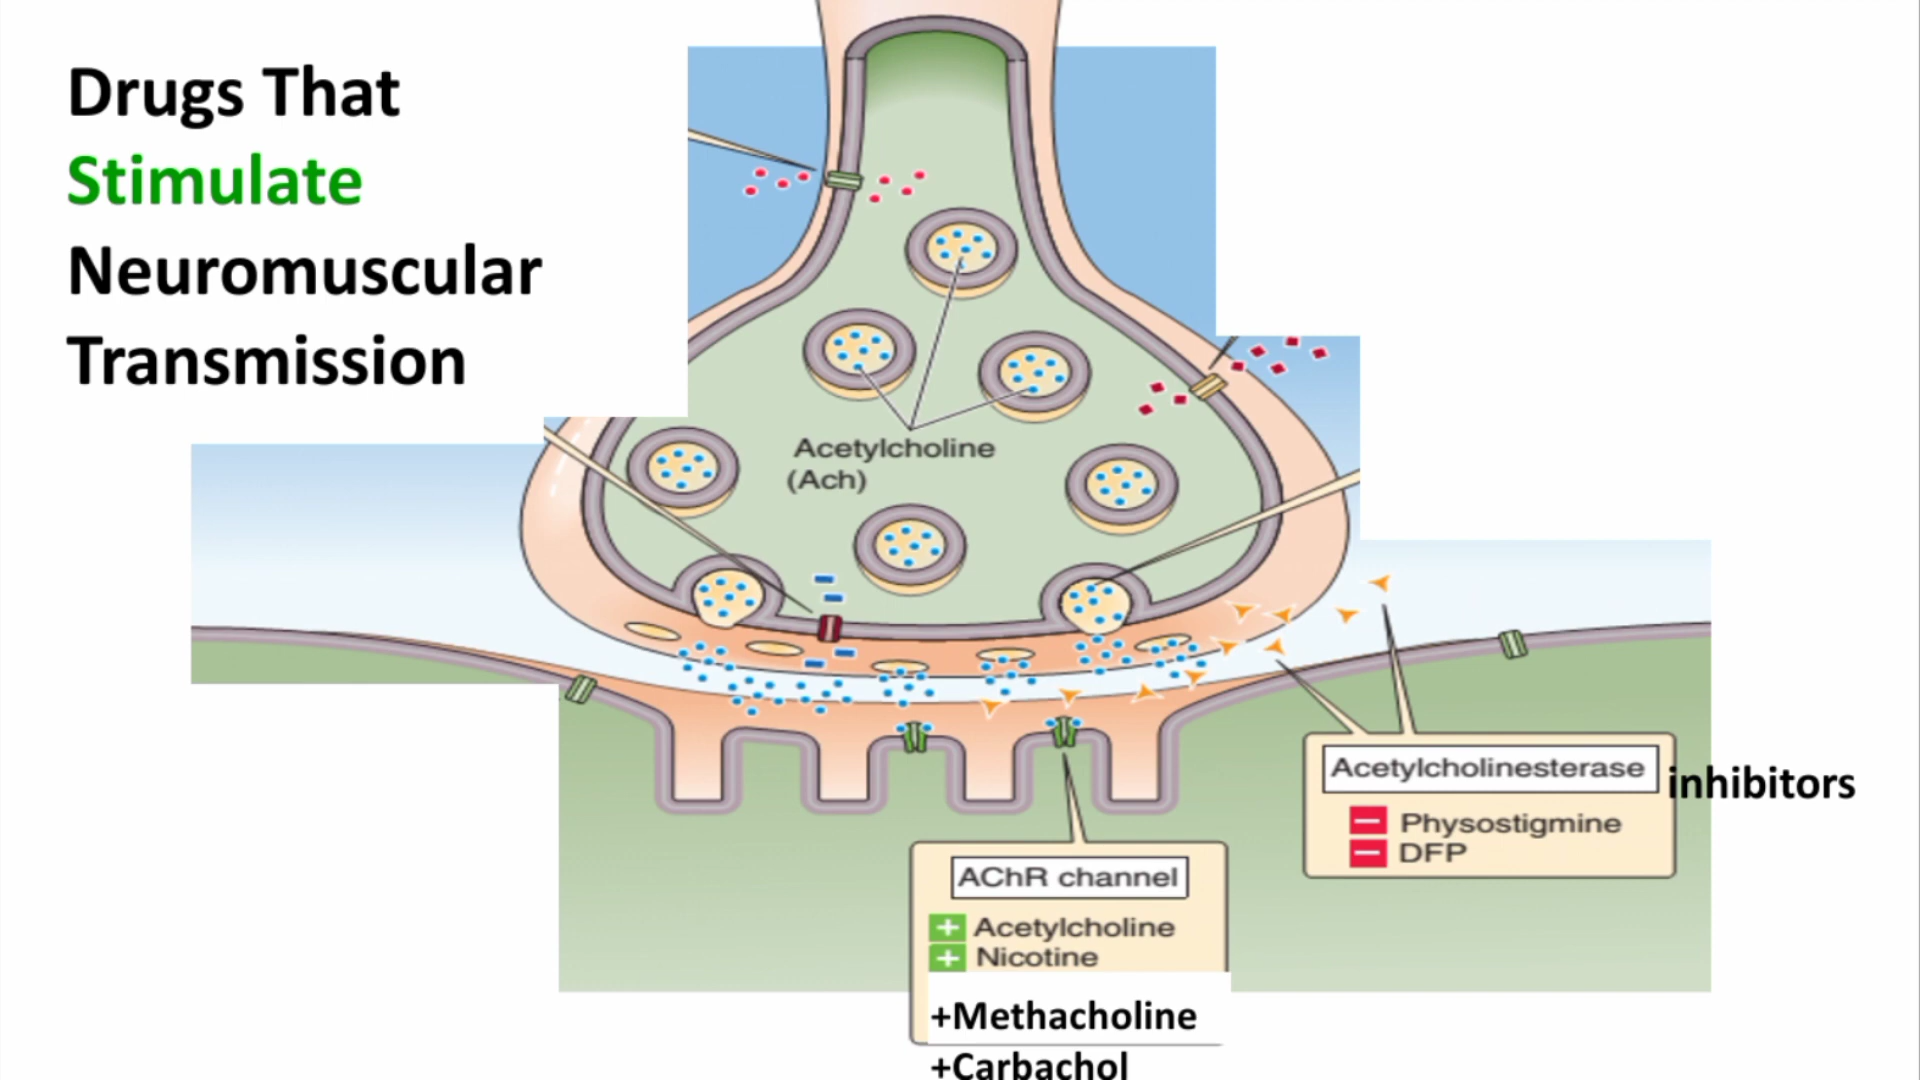 Drugs That
Stimulate
Neuromuscular
Transmission
Acetylcholine
(Ach)
Acetylcholinesterase inhibitors
Physostigmine
DFP
AChR channel
+ Acetylcholine
+ Nicotine
+Methacholine
+Carbachol